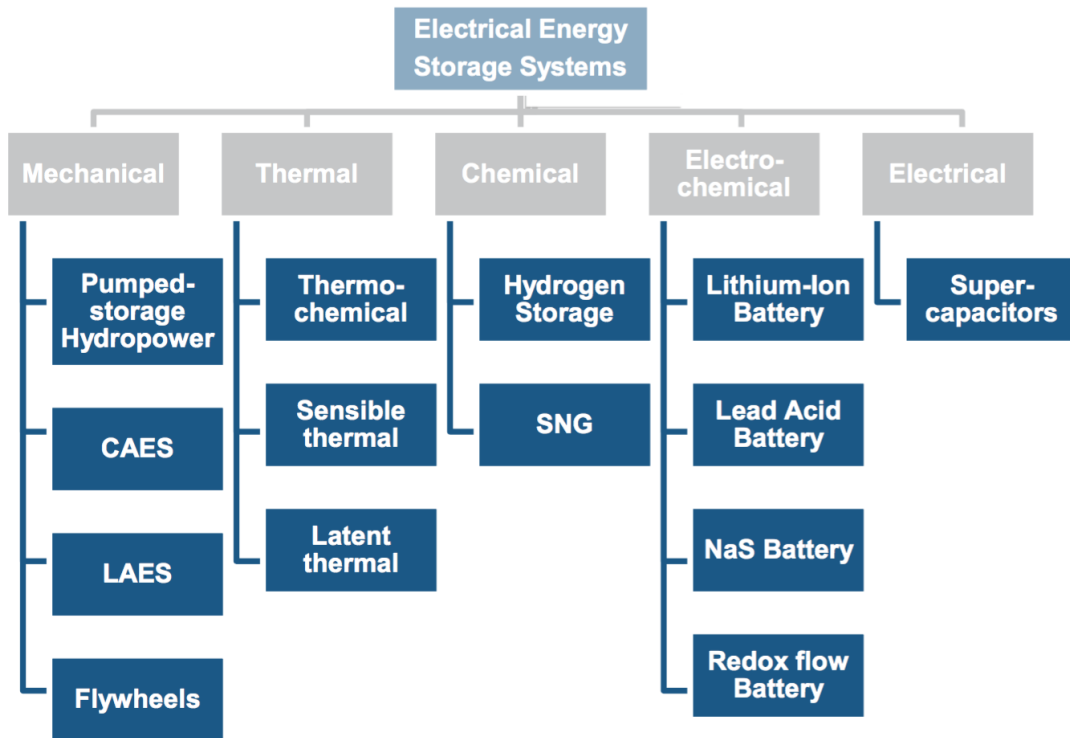 Electrical Energy
Storage Systems
Mechanical
Thermal
Chemical
Electro-
chemical
Electrical
Pumped-
storage
Hydropower
CAES
LAES
Flywheels
Thermo-
chemical
Sensible
thermal
Latent
thermal
Hydrogen
Storage
SNG
Lithium-Ion
Battery
Lead Acid
Battery
NaS Battery
Redox flow
Battery
Super-
capacitors